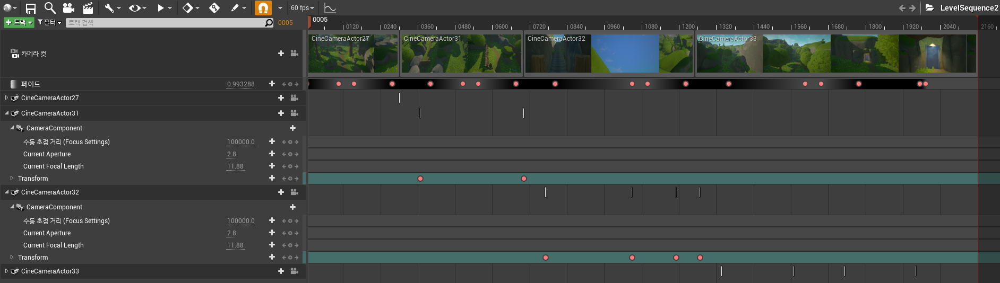 60 fps
LevelSequence2
트랙
필터
트랙 검색
0005
0005
0120
0240
0360
0480
0600
0720
0840
0960
1080
1200
1320
1440
1560
1680
1800
1920
2040
2160
카메라 컷
CineCameraActor27
CineCameraActor31
CineCameraActor32
CineCameraActor33
페이드
0.993288
CineCameraActor27
CineCameraActor31
CameraComponent
수동 초점 거리 (Focus Settings)
100000.0
Current Aperture
2.8
Current Focal Length
11.88
Transform
CineCameraActor32
CameraComponent
수동 초점 거리 (Focus Settings)
100000.0
Current Aperture
2.8
Current Focal Length
11.88
Transform
CineCameraActor33